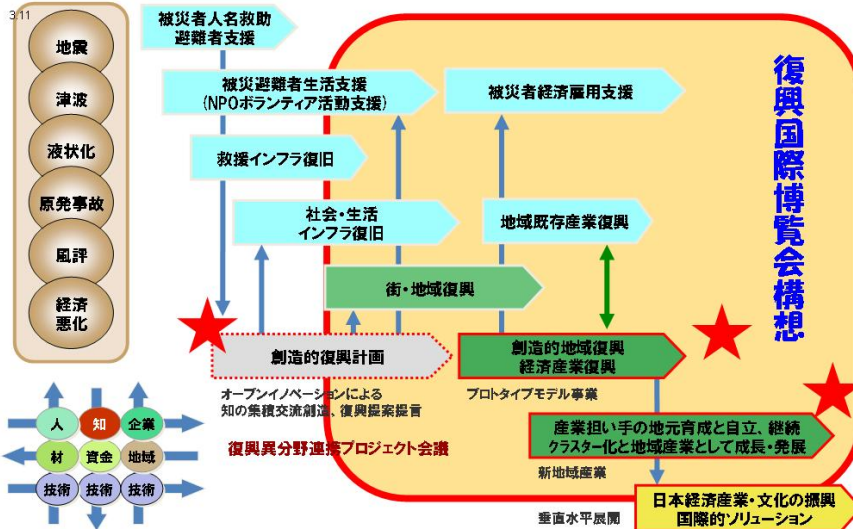 3.11
地震
津波
液状化
原発事故
風評
経済
悪化
被災者人名救助
避難者支援
被災避難者生活支援
(NPOボランティア活動支援)
被災者経済雇用支援
救援インフラ復旧
社会・生活
インフラ復旧
地域既存産業復興
街・地域復興
創造的復興計画
創造的地域復興
経済産業復興
オープンイノベーションによる
知の集積交流創造、復興提案提言
プロトタイプモデル事業
復興異分野連携プロジェクト会議
産業担い手の地元育成と自立、継続
クラスター化と地域産業として成長・発展
新地域産業
垂直水平展開
日本経済産業・文化の振興
国際的ソリューション
復興国際博覧会構想
人 知 企業
材 資金 地域
技術 技術 技術